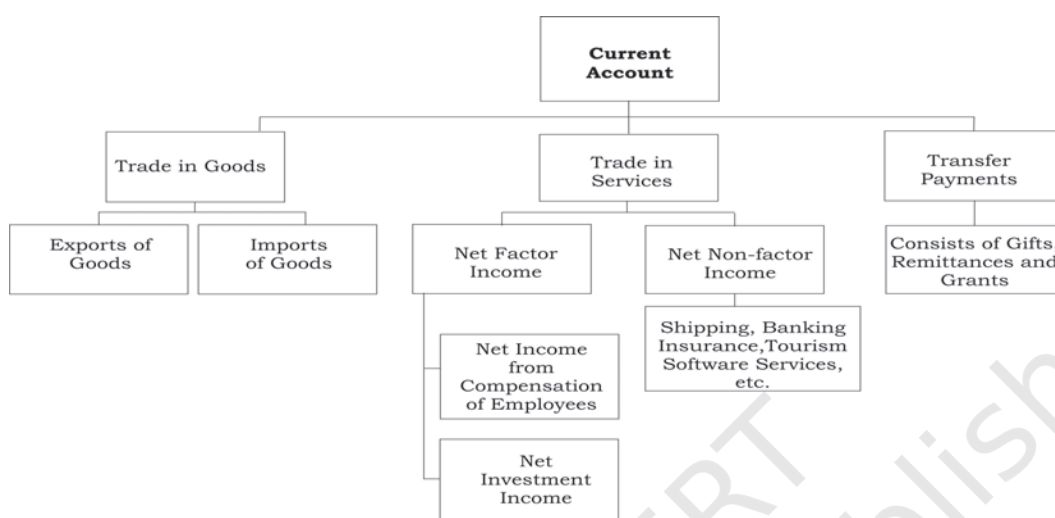 Current
Account
Trade in Goods
Trade in
Services
Transfer
Payments
Exports of
Goods
Imports
of Goods
Net Factor
Income
Net Non-factor
Income
Consists of Gifts,
Remittances and
Grants
Shipping, Banking
Insurance,Tourism
Software Services,
etc.
Net Income
from
Compensation
of Employees
Net
Investment
Income